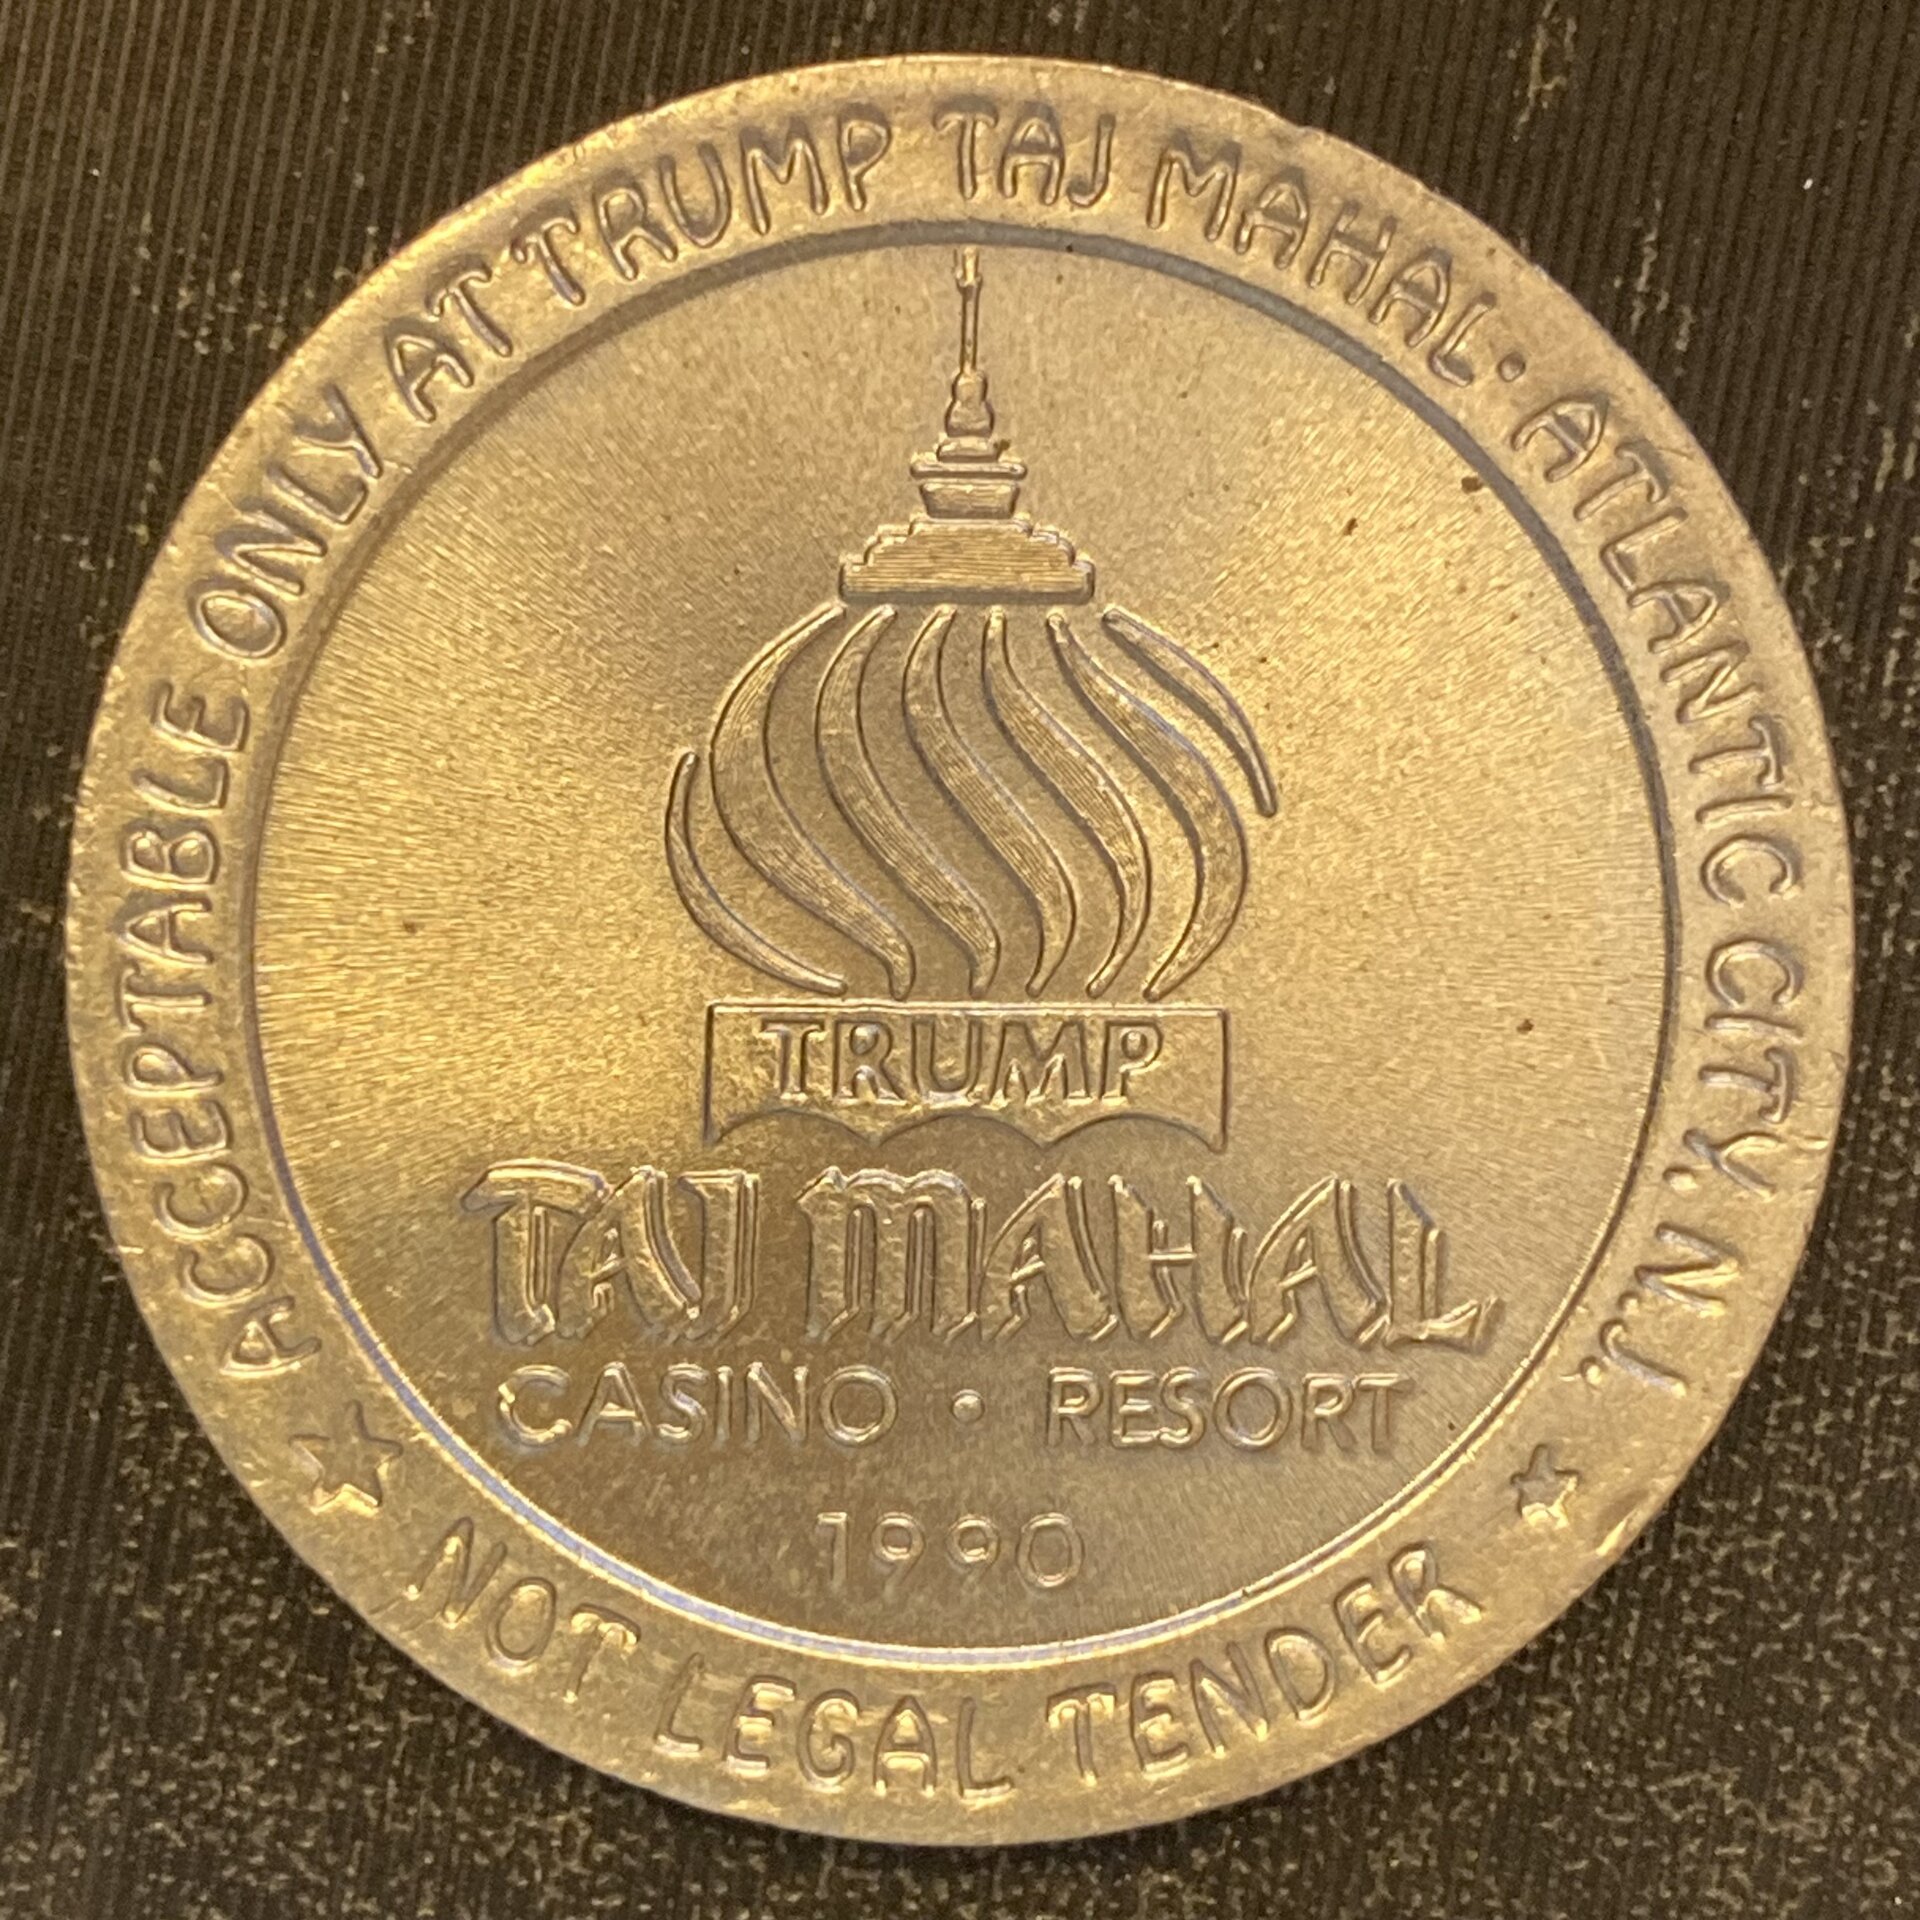 ACCEPTABLE ONLY AT TRUMP TAJ MAHAL · ATLANTIC CITY. N.J.
TRUMP
TAJ MAHAL
CASINO · RESORT
1990
NOT LEGAL TENDER